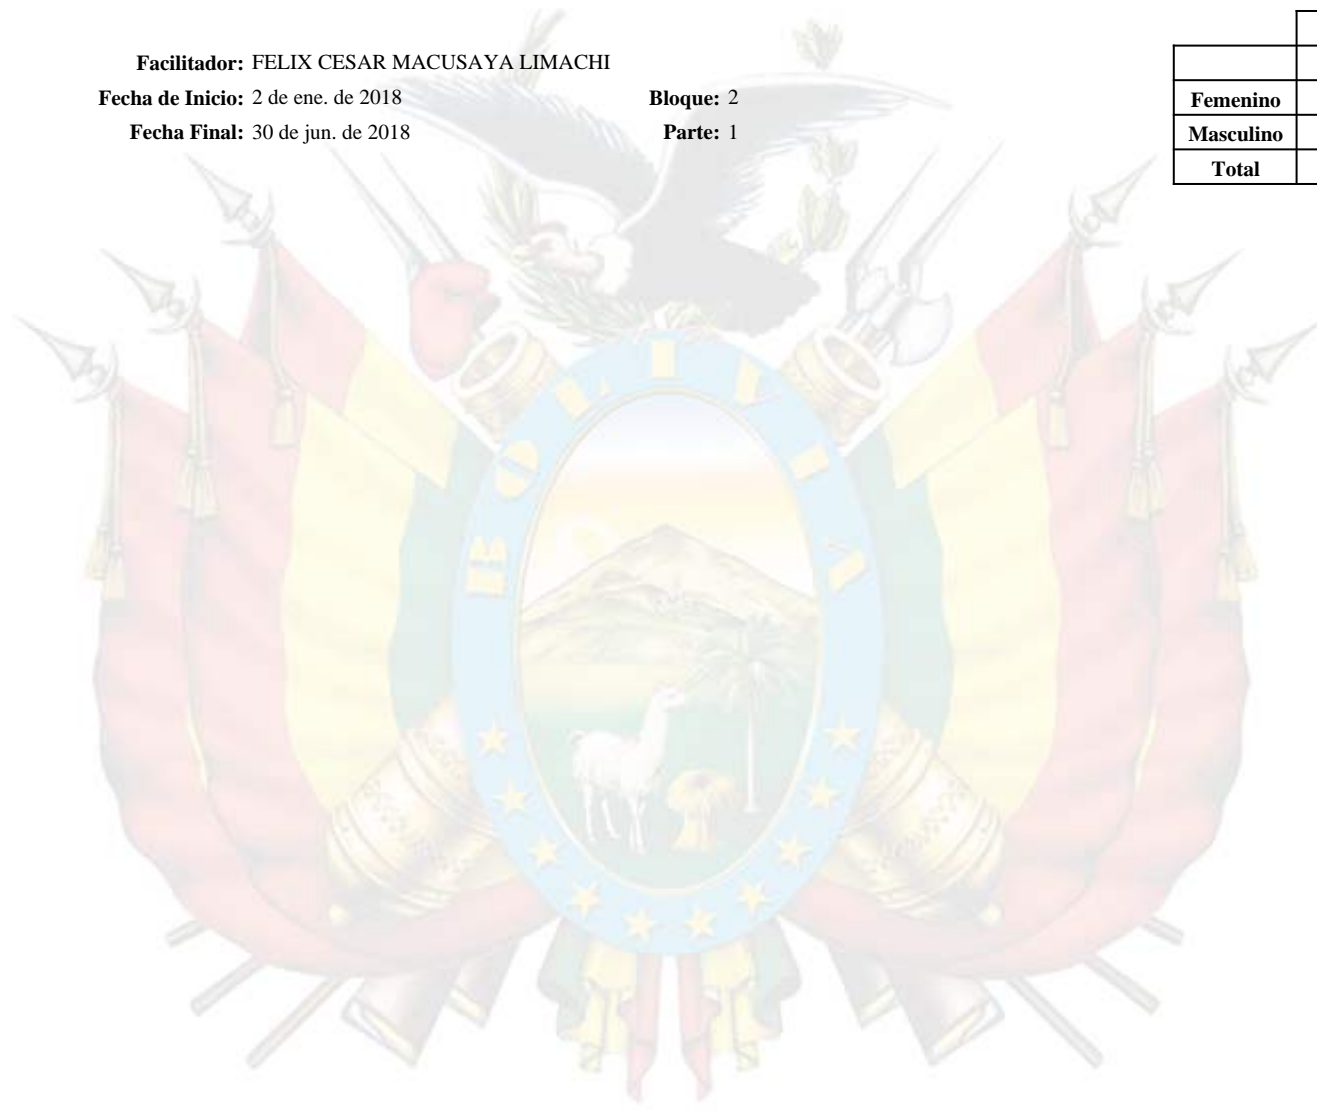 Facilitador: FELIX CESAR MACUSAYA LIMACHI
Fecha de Inicio: 2 de ene. de 2018 Bloque: 2
Fecha Final: 30 de jun. de 2018 Parte: 1
Femenino
Masculino
Total
BOLIVIA